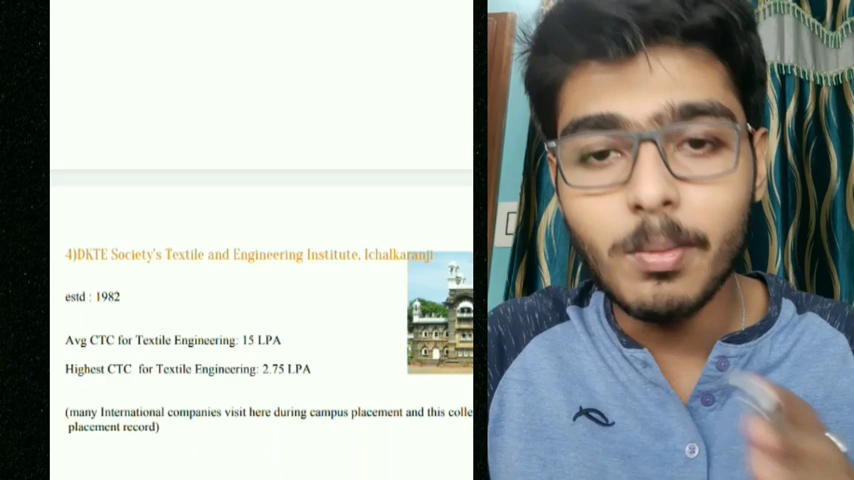 4)DKTE Society's Textile and Engineering Institute, Ichalkaranji
estd : 1982
Avg CTC for Textile Engineering: 15 LPA
Highest CTC for Textile Engineering: 2.75 LPA
(many International companies visit here during campus placement and this colle
placement record)